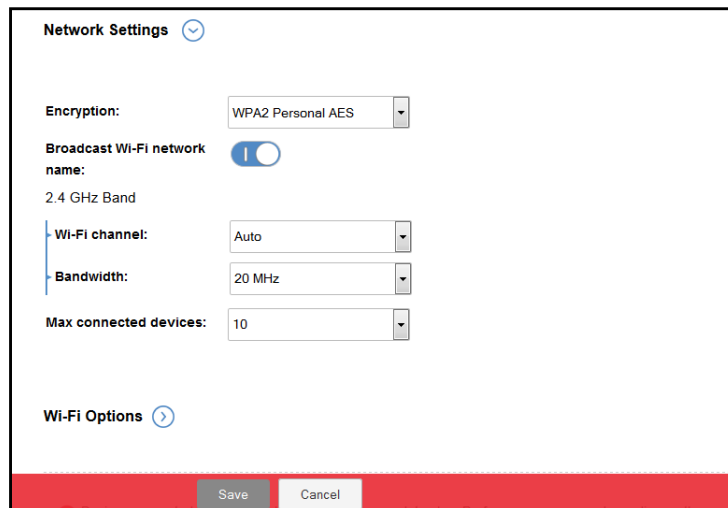 Network Settings
Encryption: WPA2 Personal AES
Broadcast Wi-Fi network
name:
2.4 GHz Band
Wi-Fi channel: Auto
Bandwidth: 20 MHz
Max connected devices: 10
Wi-Fi Options
Save Cancel